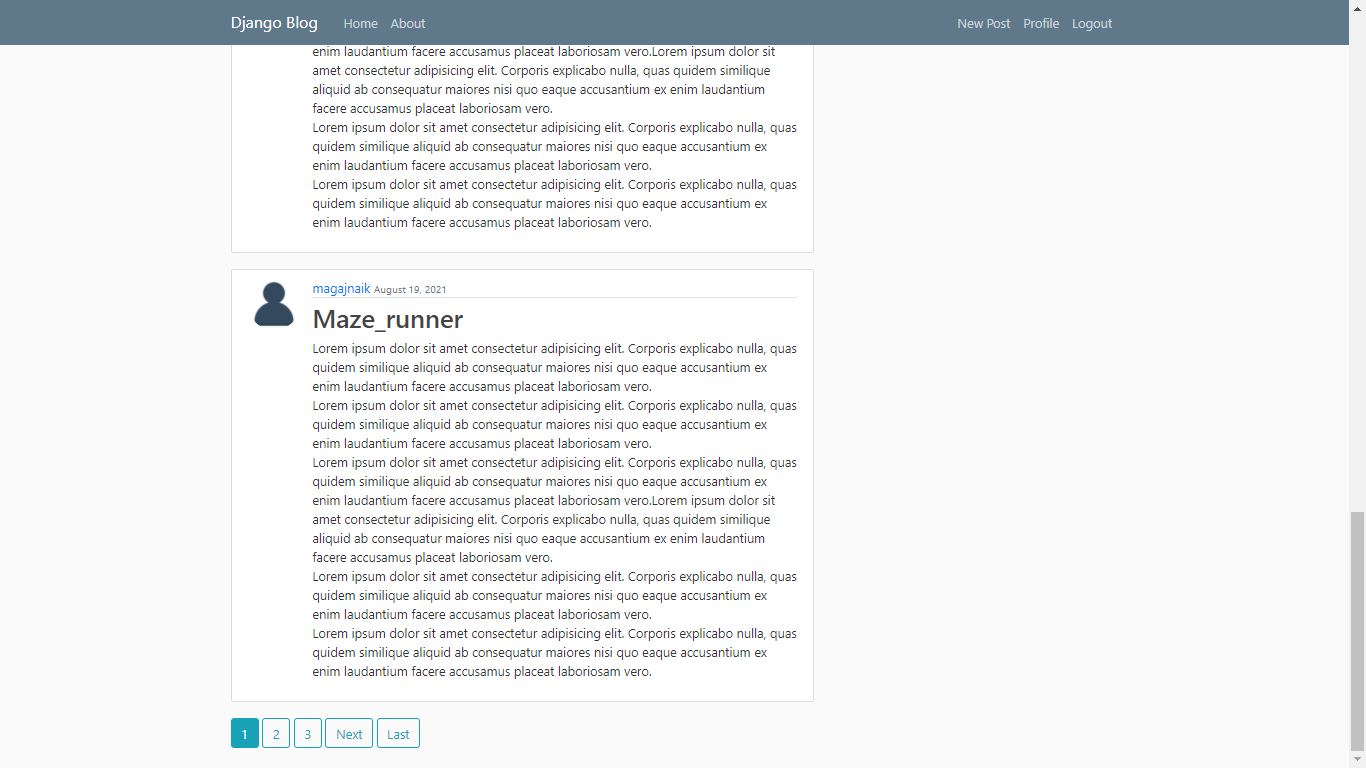 Django Blog Home About New Post Profile Logout
enim laudantium facere accusamus placeat laboriosam vero.Lorem ipsum dolor sit
amet consectetur adipisicing elit. Corporis explicabo nulla, quas quidem similique
aliquid ab consequatur maiores nisi quo eaque accusantium ex enim laudantium
facere accusamus placeat laboriosam vero.
Lorem ipsum dolor sit amet consectetur adipisicing elit. Corporis explicabo nulla, quas
quidem similique aliquid ab consequatur maiores nisi quo eaque accusantium ex
enim laudantium facere accusamus placeat laboriosam vero.
Lorem ipsum dolor sit amet consectetur adipisicing elit. Corporis explicabo nulla, quas
quidem similique aliquid ab consequatur maiores nisi quo eaque accusantium ex
enim laudantium facere accusamus placeat laboriosam vero.
magajnaik August 19, 2021
Maze_runner
Lorem ipsum dolor sit amet consectetur adipisicing elit. Corporis explicabo nulla, quas
quidem similique aliquid ab consequatur maiores nisi quo eaque accusantium ex
enim laudantium facere accusamus placeat laboriosam vero.
Lorem ipsum dolor sit amet consectetur adipisicing elit. Corporis explicabo nulla, quas
quidem similique aliquid ab consequatur maiores nisi quo eaque accusantium ex
enim laudantium facere accusamus placeat laboriosam vero.
Lorem ipsum dolor sit amet consectetur adipisicing elit. Corporis explicabo nulla, quas
quidem similique aliquid ab consequatur maiores nisi quo eaque accusantium ex
enim laudantium facere accusamus placeat laboriosam vero.Lorem ipsum dolor sit
amet consectetur adipisicing elit. Corporis explicabo nulla, quas quidem similique
aliquid ab consequatur maiores nisi quo eaque accusantium ex enim laudantium
facere accusamus placeat laboriosam vero.
Lorem ipsum dolor sit amet consectetur adipisicing elit. Corporis explicabo nulla, quas
quidem similique aliquid ab consequatur maiores nisi quo eaque accusantium ex
enim laudantium facere accusamus placeat laboriosam vero.
Lorem ipsum dolor sit amet consectetur adipisicing elit. Corporis explicabo nulla, quas
quidem similique aliquid ab consequatur maiores nisi quo eaque accusantium ex
enim laudantium facere accusamus placeat laboriosam vero.
1 2 3 Next Last